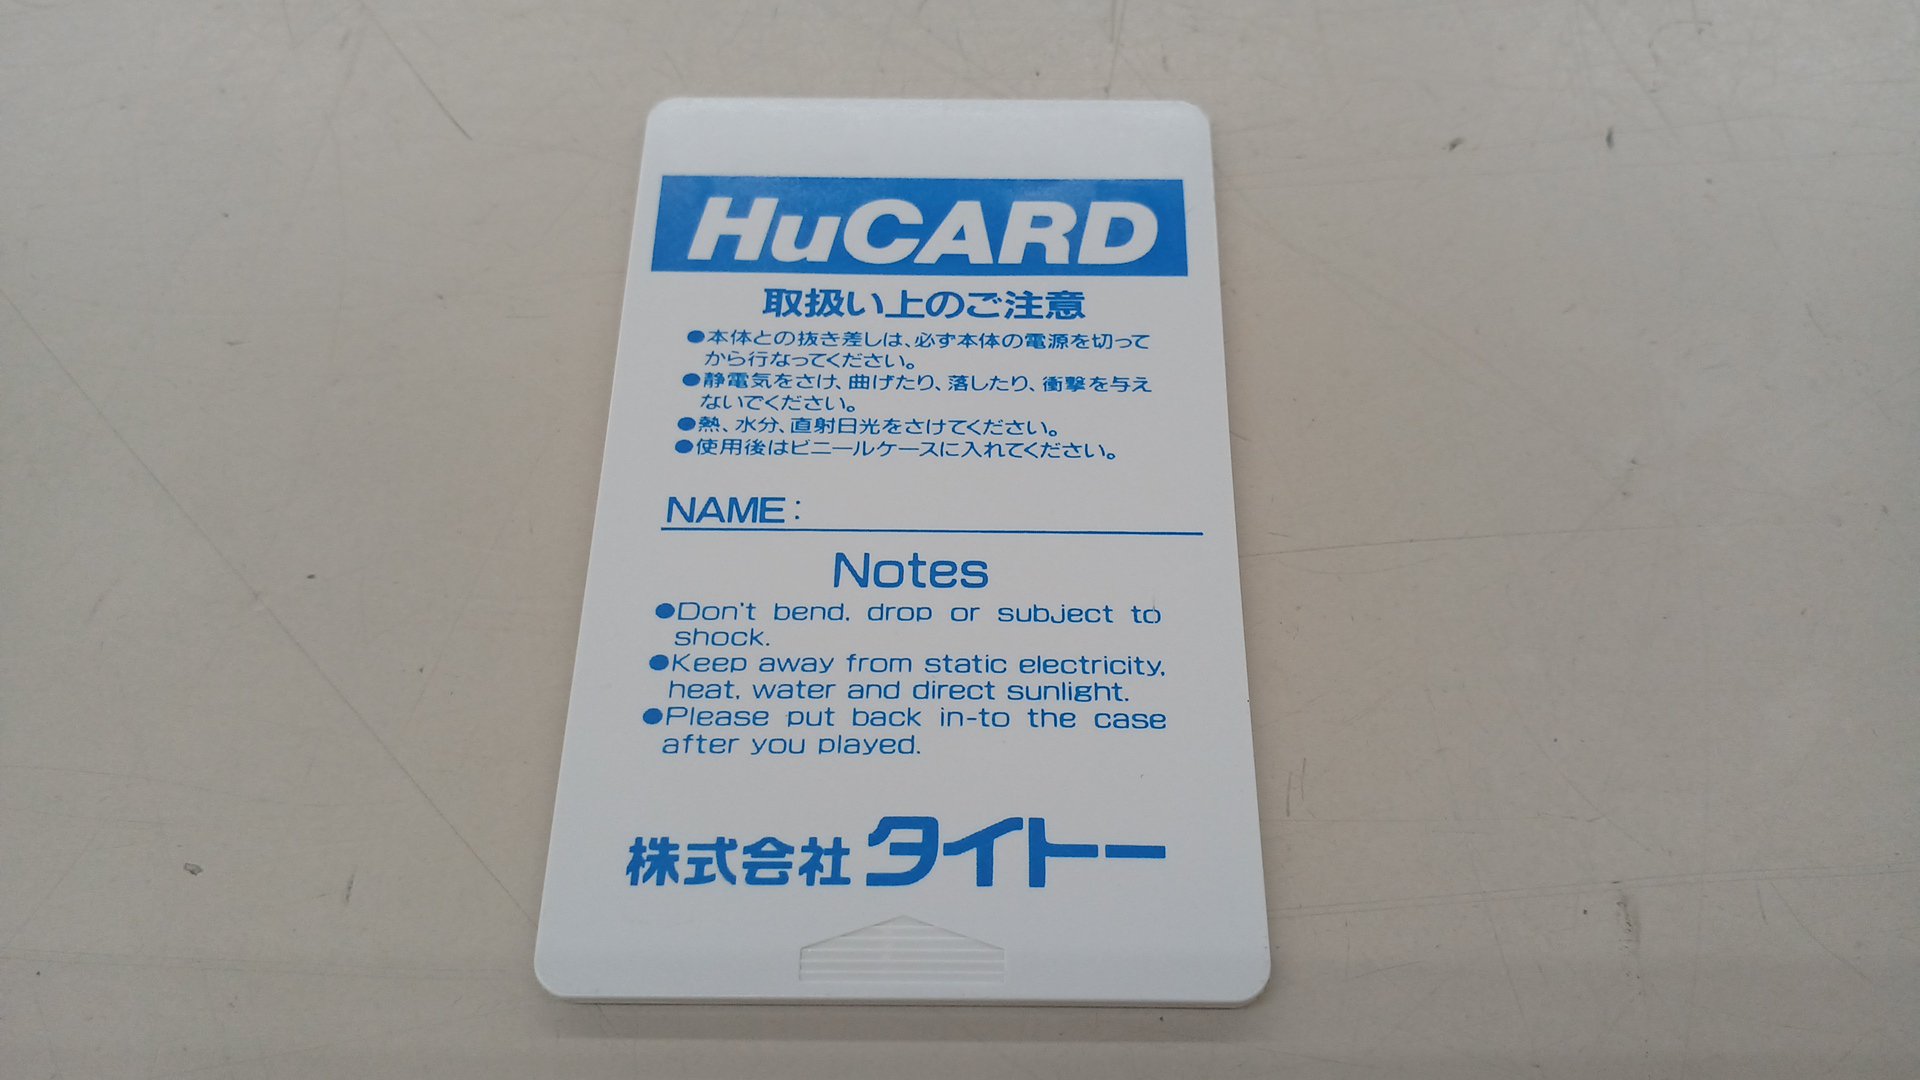 HuCARD
取扱い上のご注意
●本体との抜き差しは、必ず本体の電源を切って
から行なってください。
●静電気をさけ、曲げたり、落したり、衝撃を与え
ないでください。
●熱、水分、直射日光をさけてください。
●使用後はビニールケースに入れてください。
NAME:
Notes
●Don't bend, drop or subject to
shock.
●Keep away from static electricity,
heat, water and direct sunlight.
●Please put back in-to the case
after you played.
株式会社タイトー